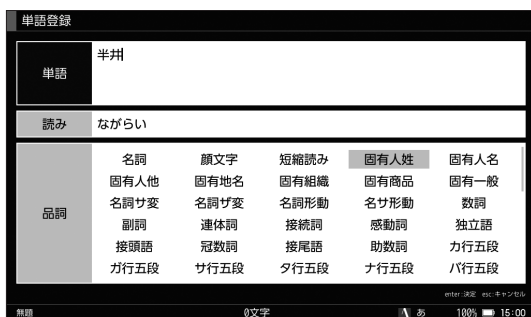 単語登録
単語
半井
読み
ながらい
品詞
名詞 顔文字 短縮読み 固有人姓 固有人名
固有人他 固有地名 固有組織 固有商品 固有一般
名詞サ変 名詞ザ変 名詞形動 名サ形動 数詞
副詞 連体詞 接続詞 感動詞 独立語
接頭語 冠数詞 接尾語 助数詞 カ行五段
ガ行五段 サ行五段 タ行五段 ナ行五段 バ行五段
enter:決定 esc:キャンセル
無題 0文字 あ 100% 15:00